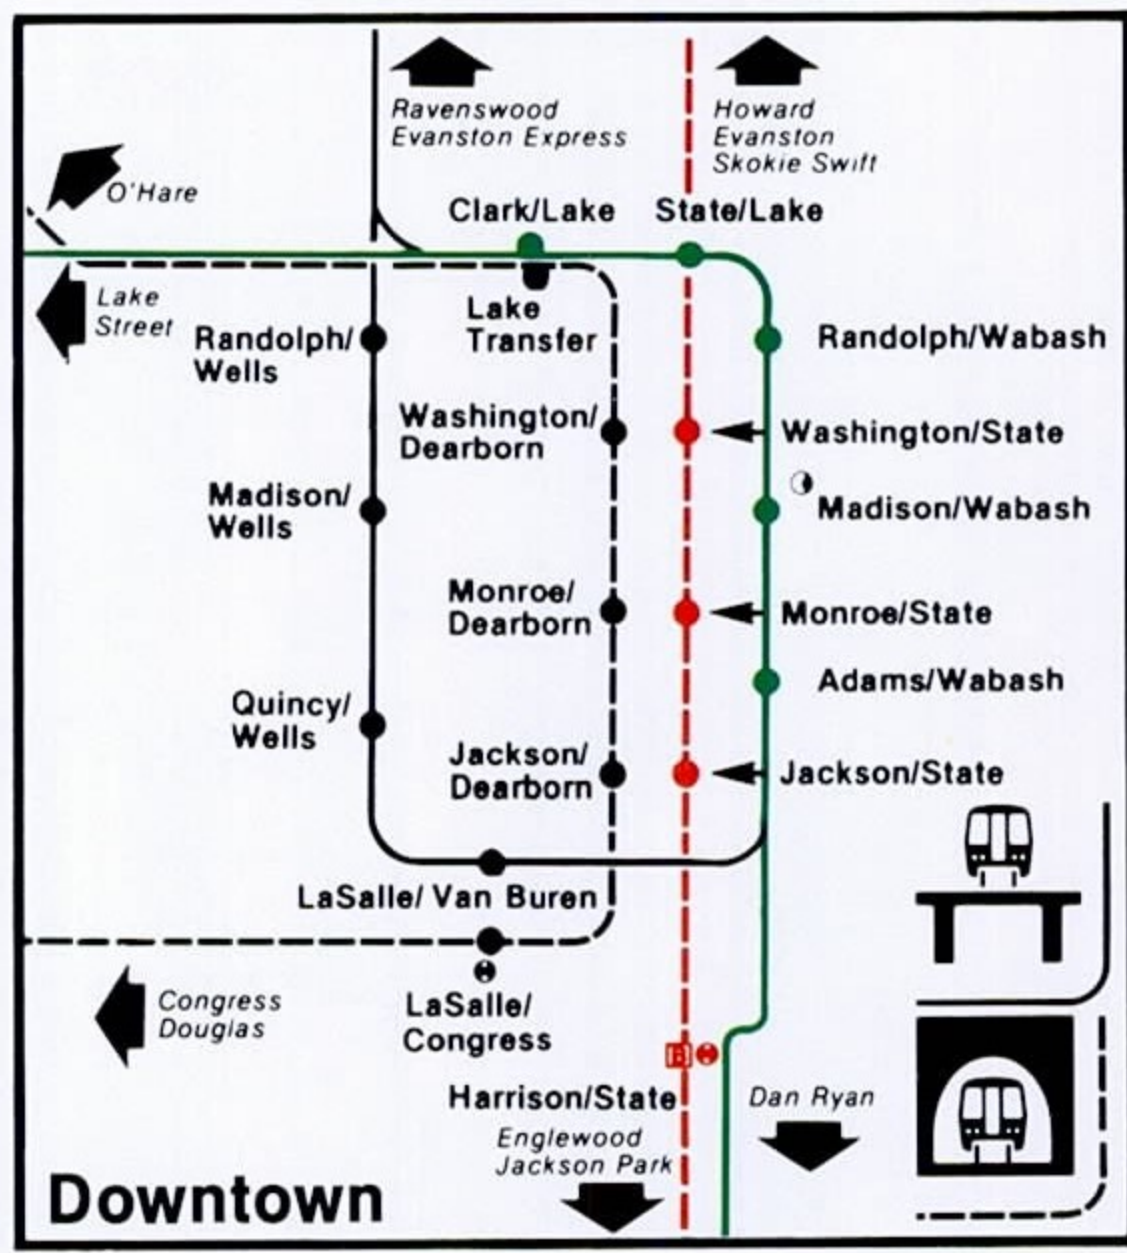 Ravenswood
Evanston Express
Howard
Evanston
Skokie Swift
O'Hare
Clark/Lake
State/Lake
Lake
Street
Lake
Transfer
Randolph/
Wells
Randolph/Wabash
Washington/
Dearborn
Washington/State
Madison/
Wells
Madison/Wabash
Monroe/
Dearborn
Monroe/State
Adams/Wabash
Quincy/
Wells
Jackson/
Dearborn
Jackson/State
LaSalle/ Van Buren
Congress
Douglas
LaSalle/
Congress
B
Harrison/State
Dan Ryan
Englewood
Jackson Park
Downtown